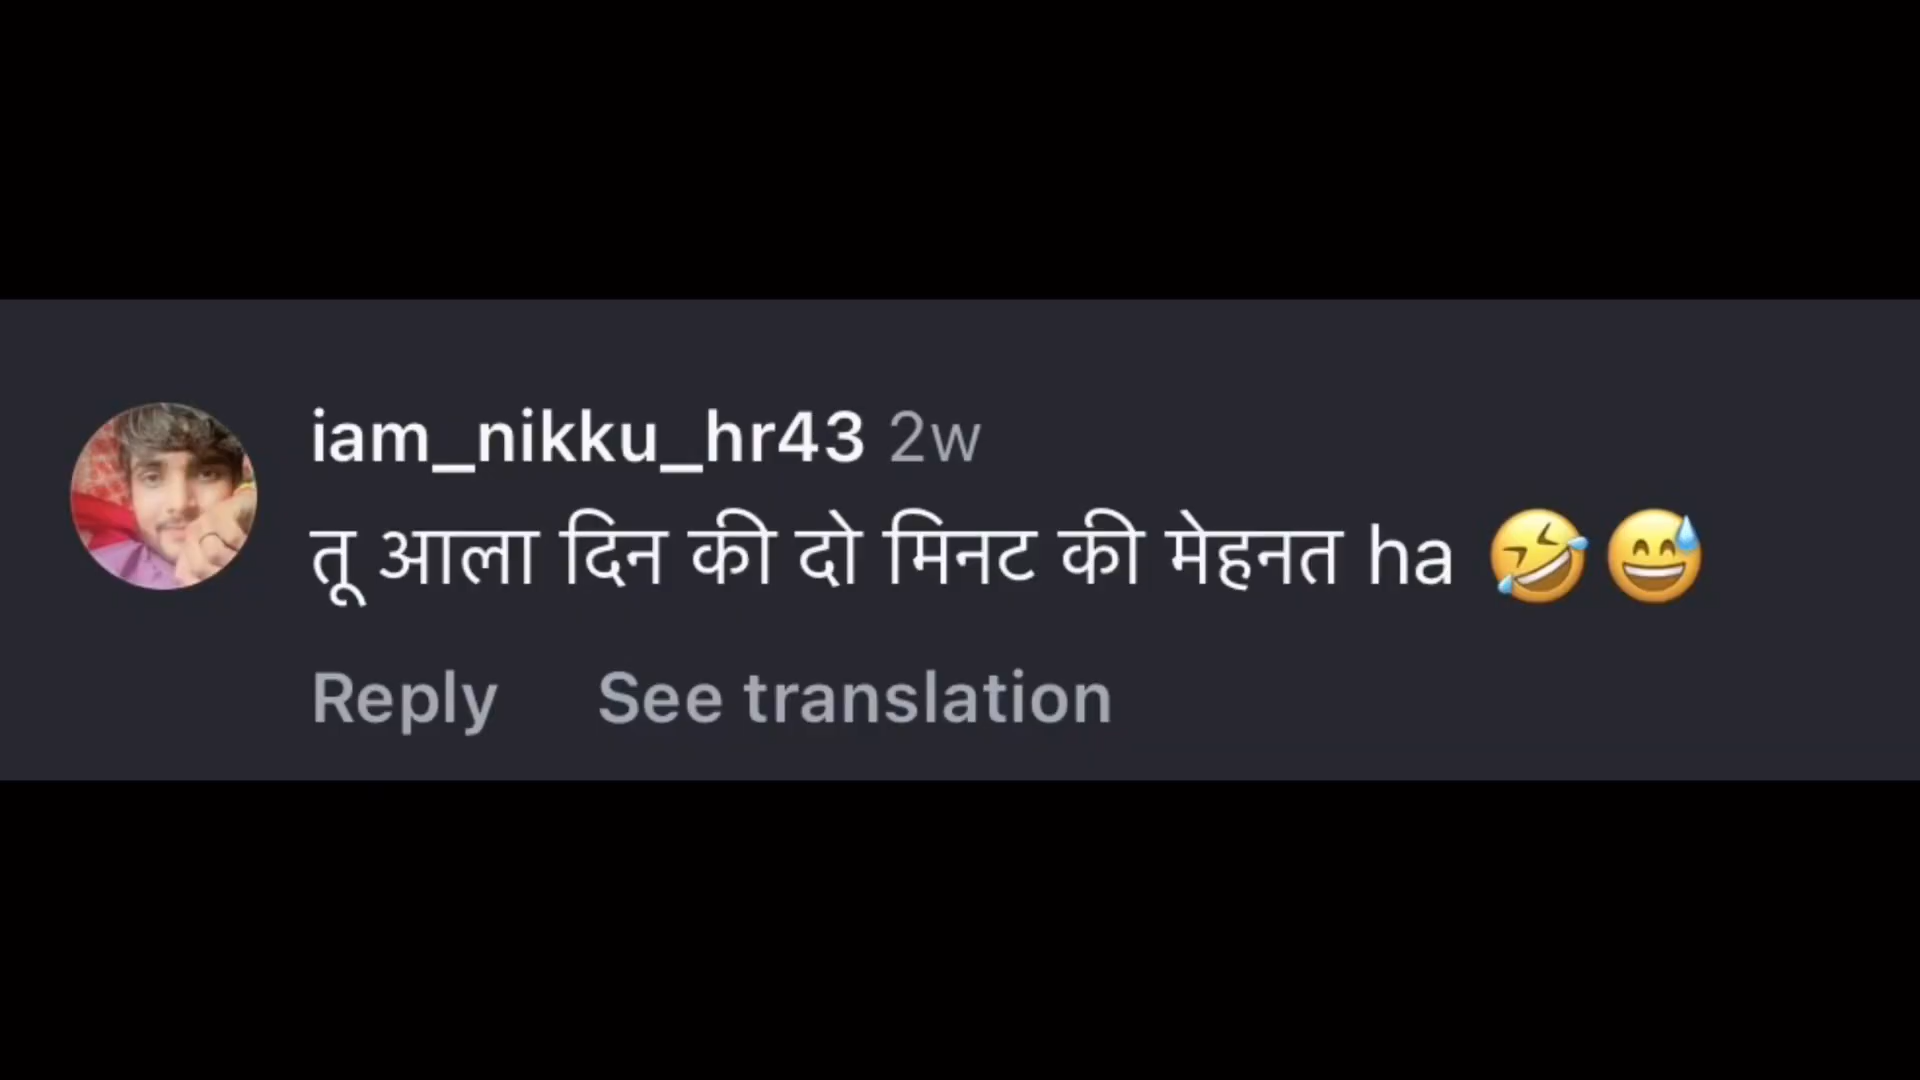 iam_nikku_hr43 2w
तू आला दिन की दो मिनट की मेहनत ha 🤣😅
Reply See translation